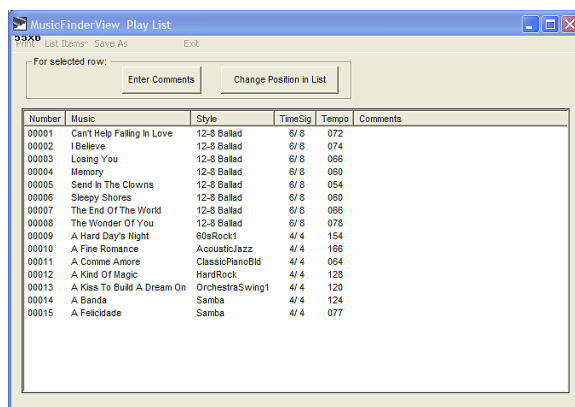 MusicFinderView Play List
55X6
Print List Items Save As Exit
For selected row:
Enter Comments Change Position in List
Number Music Style TimeSig Tempo Comments
00001 Can't Help Falling In Love 12-8 Ballad 6/ 8 072
00002 I Believe 12-8 Ballad 6/ 8 074
00003 Losing You 12-8 Ballad 6/ 8 066
00004 Memory 12-8 Ballad 6/ 8 060
00005 Send In The Clowns 12-8 Ballad 6/ 8 054
00006 Sleepy Shores 12-8 Ballad 6/ 8 060
00007 The End Of The World 12-8 Ballad 6/ 8 066
00008 The Wonder Of You 12-8 Ballad 6/ 8 078
00009 A Hard Day's Night 60sRock1 4/ 4 154
00010 A Fine Romance AcousticJazz 4/ 4 166
00011 A Comme Amore ClassicPianoBld 4/ 4 064
00012 A Kind Of Magic HardRock 4/ 4 128
00013 A Kiss To Build A Dream On OrchestraSwing1 4/ 4 120
00014 A Banda Samba 4/ 4 124
00015 A Felicidade Samba 4/ 4 077